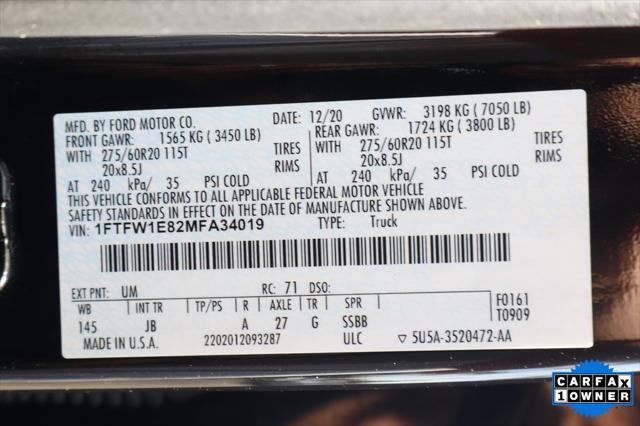 MFD. BY FORD MOTOR CO. DATE: 12/20 GVWR: 3198 KG ( 7050 LB)
FRONT GAWR: 1565 KG ( 3450 LB) REAR GAWR: 1724 KG ( 3800 LB)
WITH 275/60R20 115T TIRES WITH 275/60R20 115T TIRES
20x8.5J RIMS 20x8.5J RIMS
AT 240 kPa/ 35 PSI COLD AT 240 kPa/ 35 PSI COLD
THIS VEHICLE CONFORMS TO ALL APPLICABLE FEDERAL MOTOR VEHICLE
SAFETY STANDARDS IN EFFECT ON THE DATE OF MANUFACTURE SHOWN ABOVE.
VIN: 1FTFW1E82MFA34019 TYPE: Truck
EXT PNT: UM RC: 71 DSO:
WB INT TR TP/PS R AXLE TR SPR F0161
145 JB A 27 G SSBB T0909
MADE IN U.S.A. 2202012093287 ULC ▽ 5U5A-3520472-AA
CARFAX
1 OWNER